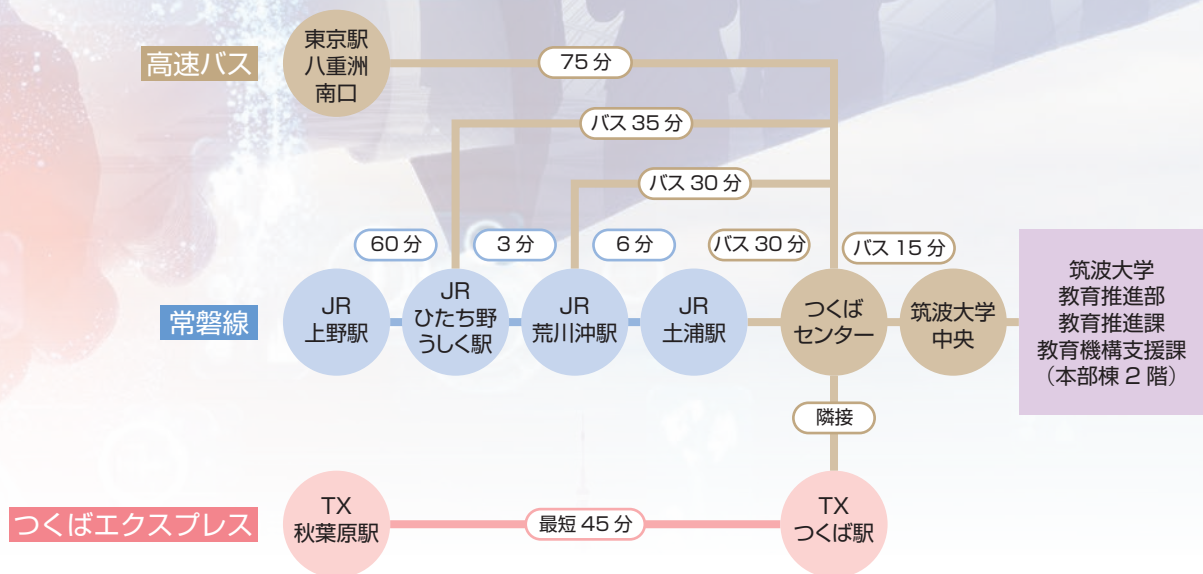 高速バス
東京駅
八重洲
南口
75分
バス35分
バス30分
60分
3分
6分
バス30分
バス15分
常磐線
JR
上野駅
JR
ひたち野
うしく駅
JR
荒川沖駅
JR
土浦駅
つくば
センター
筑波大学
中央
筑波大学
教育推進部
教育推進課
教育機構支援課
（本部棟2階）
隣接
つくばエクスプレス
TX
秋葉原駅
最短45分
TX
つくば駅